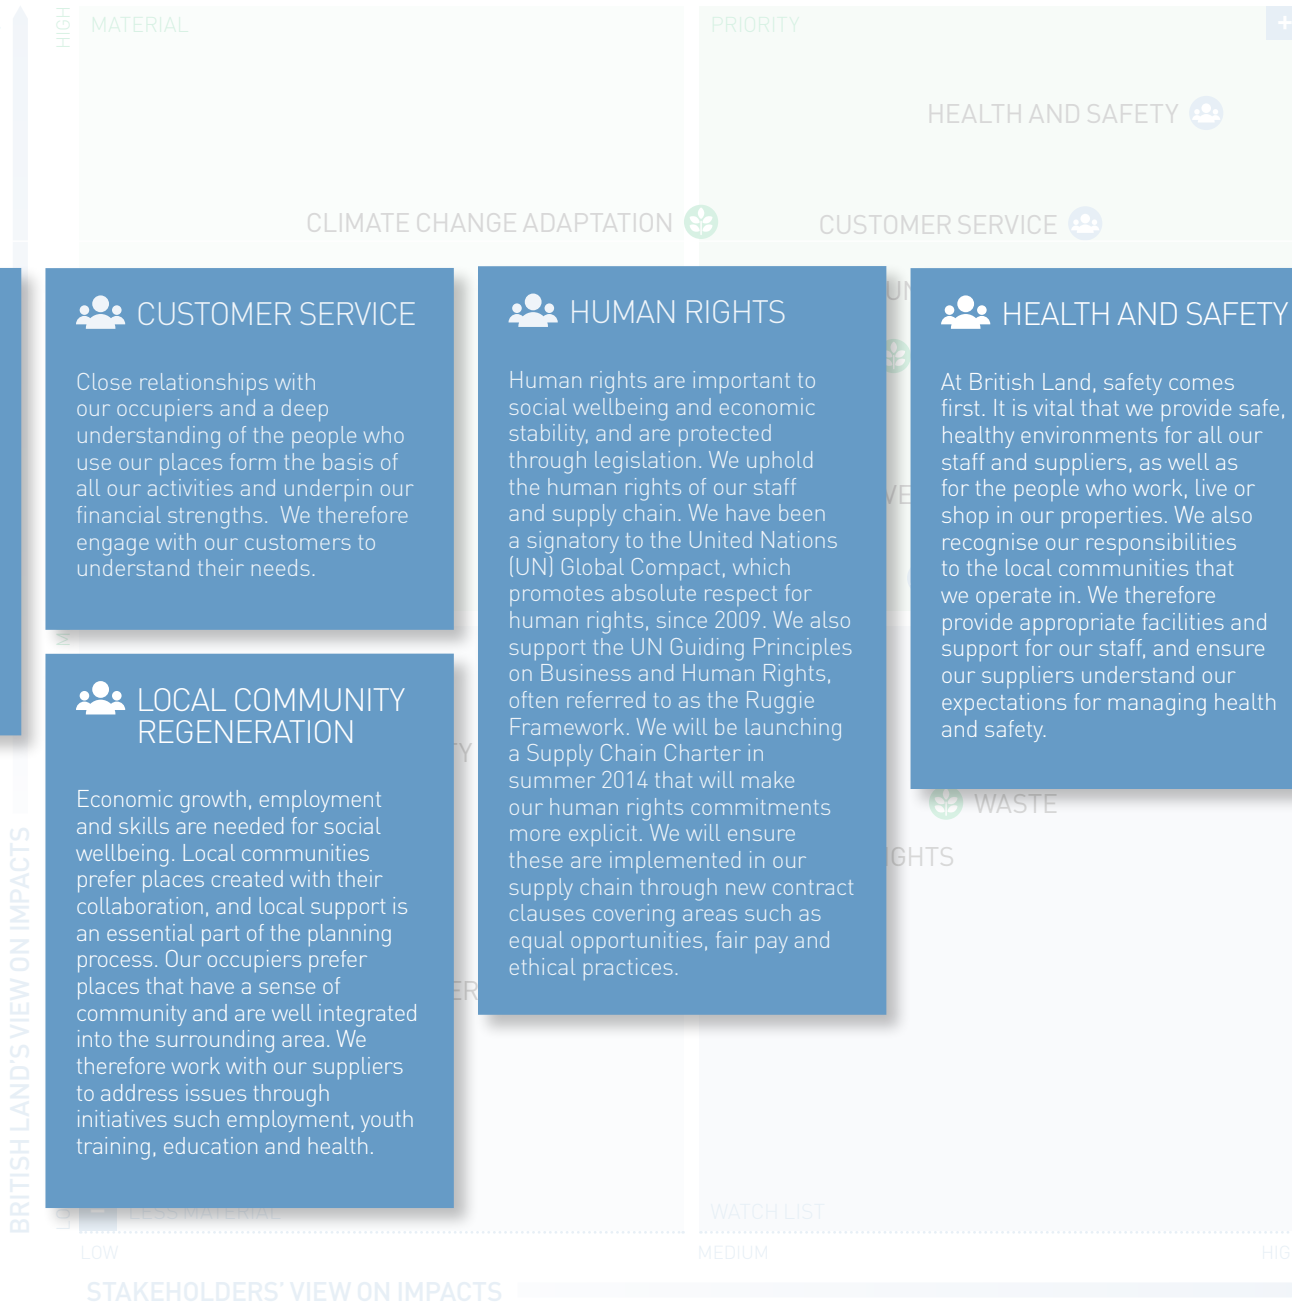 HIGH
MATERIAL
PRIORITY
+
HEALTH AND SAFETY
CLIMATE CHANGE ADAPTATION
CUSTOMER SERVICE
CUSTOMER SERVICE
Close relationships with
our occupiers and a deep
understanding of the people who
use our places form the basis of
all our activities and underpin our
financial strengths.  We therefore
engage with our customers to
understand their needs.
LOCAL COMMUNITY
REGENERATION
Economic growth, employment
and skills are needed for social
wellbeing. Local communities
prefer places created with their
collaboration, and local support is
an essential part of the planning
process. Our occupiers prefer
places that have a sense of
community and are well integrated
into the surrounding area. We
therefore work with our suppliers
to address issues through
initiatives such employment, youth
training, education and health.
HUMAN RIGHTS
Human rights are important to
social wellbeing and economic
stability, and are protected
through legislation. We uphold
the human rights of our staff
and supply chain. We have been
a signatory to the United Nations
(UN) Global Compact, which
promotes absolute respect for
human rights, since 2009. We also
support the UN Guiding Principles
on Business and Human Rights,
often referred to as the Ruggie
Framework. We will be launching
a Supply Chain Charter in
summer 2014 that will make
our human rights commitments
more explicit. We will ensure
these are implemented in our
supply chain through new contract
clauses covering areas such as
equal opportunities, fair pay and
ethical practices.
HEALTH AND SAFETY
At British Land, safety comes
first. It is vital that we provide safe,
healthy environments for all our
staff and suppliers, as well as
for the people who work, live or
shop in our properties. We also
recognise our responsibilities
to the local communities that
we operate in. We therefore
provide appropriate facilities and
support for our staff, and ensure
our suppliers understand our
expectations for managing health
and safety.
WASTE
BRITISH LAND'S VIEW ON IMPACTS
LESS MATERIAL
WATCH LIST
LOW
MEDIUM
STAKEHOLDERS' VIEW ON IMPACTS